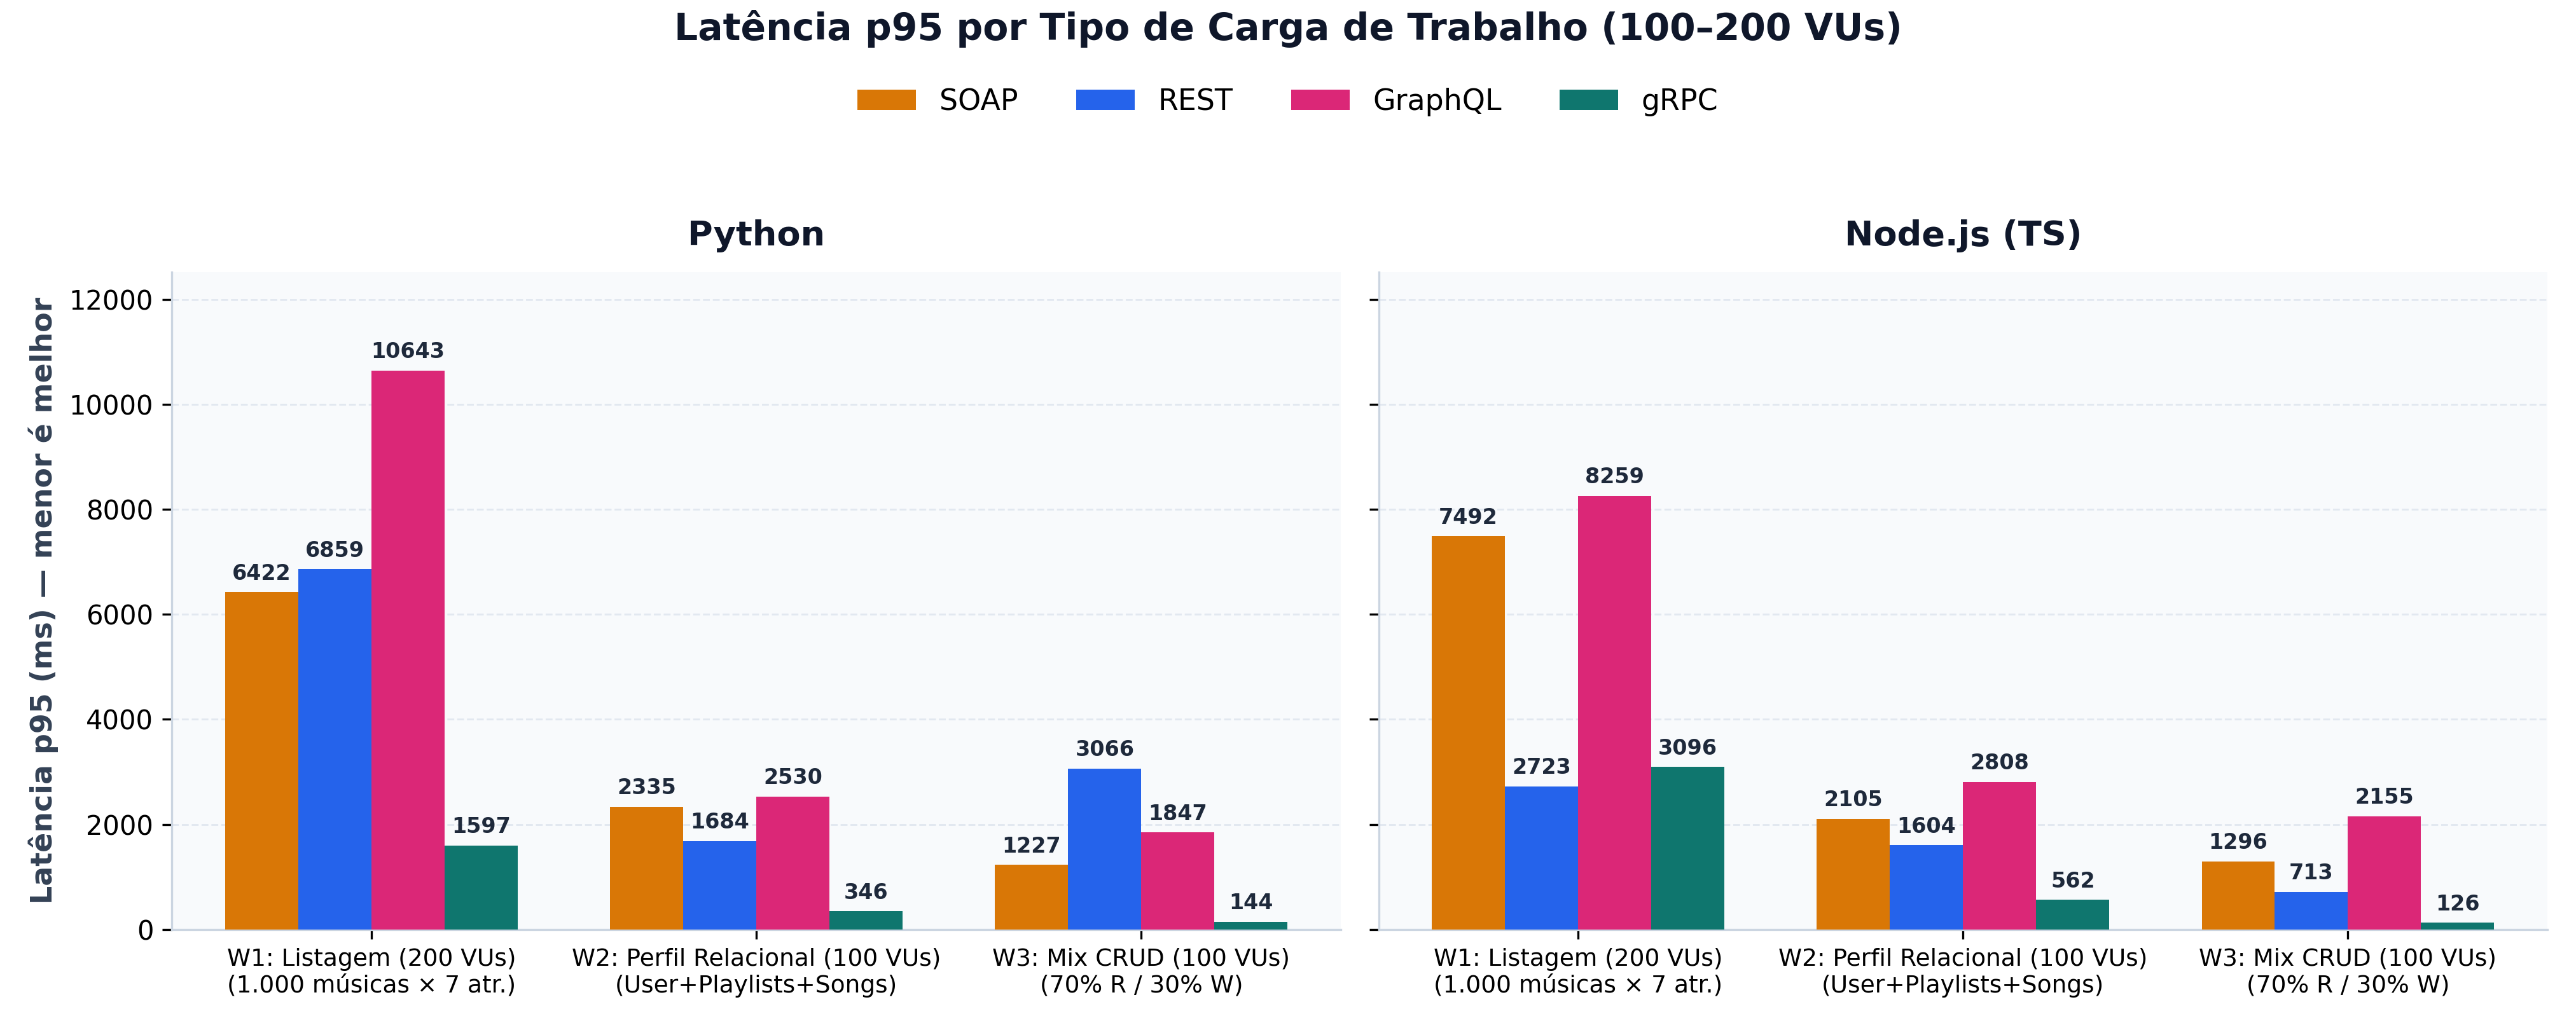 Latência p95 por Tipo de Carga de Trabalho (100–200 VUs)
SOAP REST GraphQL gRPC
Python
Latência p95 (ms) — menor é melhor
12000
10000
8000
6000
4000
2000
0
6422 6859 10643 1597
2335 1684 2530 346
1227 3066 1847 144
W1: Listagem (200 VUs)
(1.000 músicas × 7 atr.)
W2: Perfil Relacional (100 VUs)
(User+Playlists+Songs)
W3: Mix CRUD (100 VUs)
(70% R / 30% W)
Node.js (TS)
7492 2723 8259 3096
2105 1604 2808 562
1296 713 2155 126
W1: Listagem (200 VUs)
(1.000 músicas × 7 atr.)
W2: Perfil Relacional (100 VUs)
(User+Playlists+Songs)
W3: Mix CRUD (100 VUs)
(70% R / 30% W)